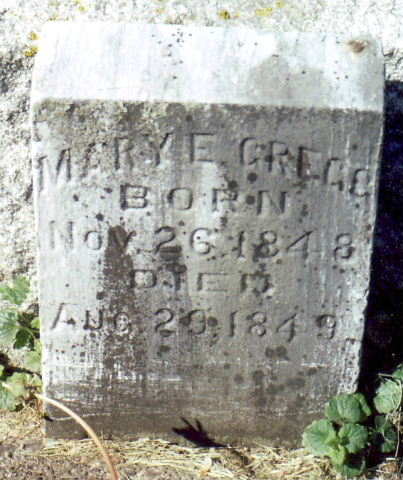 MARY E. GREGG
BORN
NOV. 26, 1848
DIED
AUG. 29, 1849.